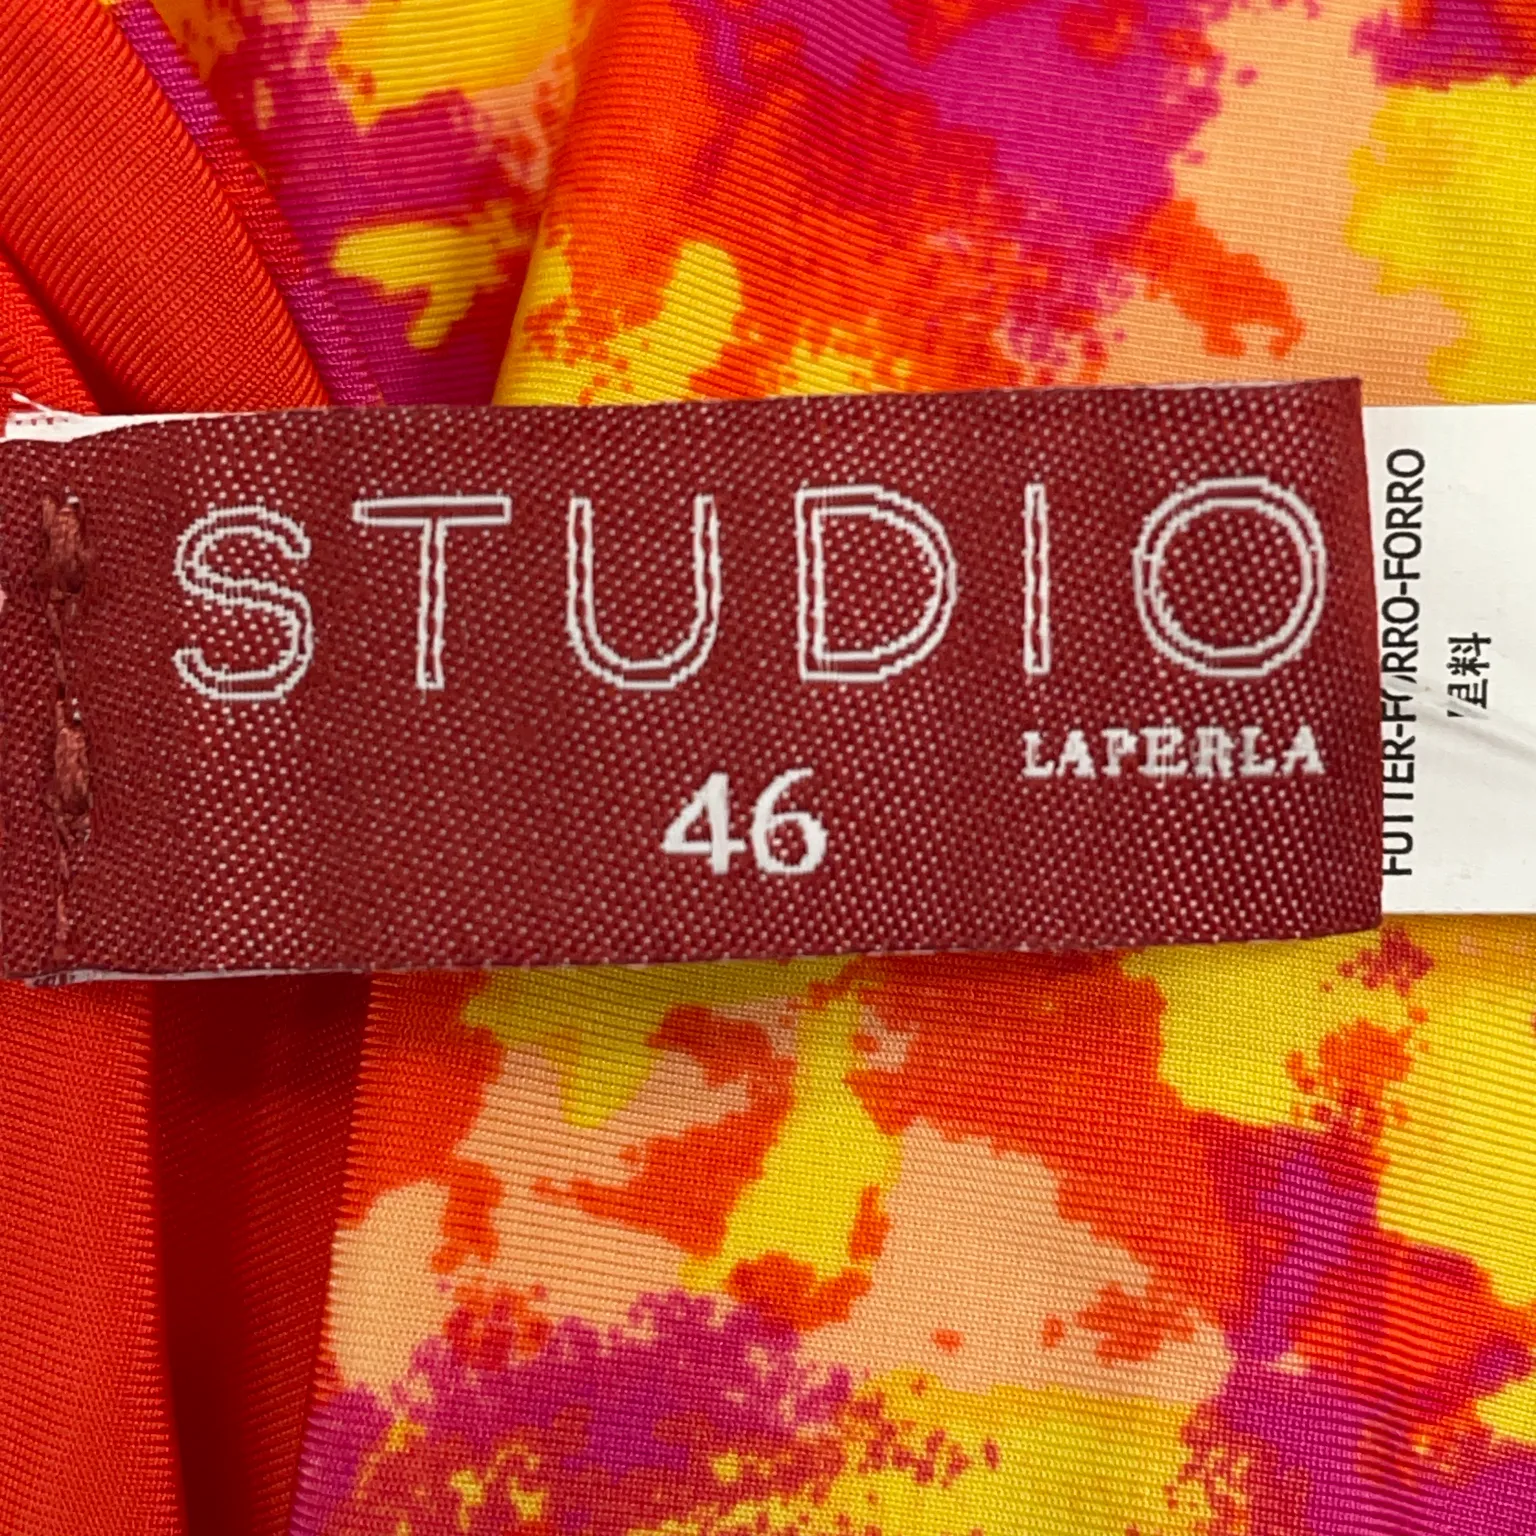 STUDIO
LAPERLA
46
FUTTER-FORRO-FORRO
里料